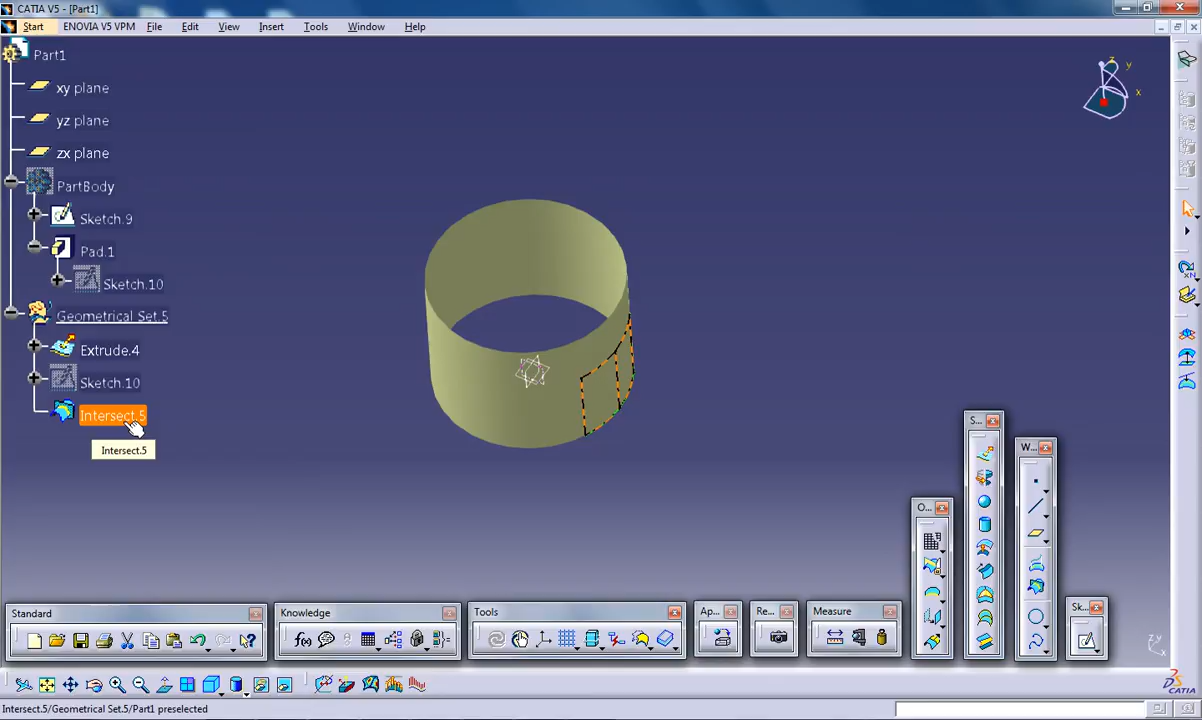 CATIA V5 - [Part1]
Start ENOVIA V5 VPM File Edit View Insert Tools Window Help
Part1
xy plane
yz plane
zx plane
PartBody
Sketch.9
Pad.1
Sketch.10
Geometrical Set.5
Extrude.4
Sketch.10
Intersect.5
Intersect.5
z
y
x
S...
W...
O...
Standard
Knowledge
Tools
Ap...
Re...
Measure
Sk...
f(x)
CATIA
Intersect.5/Geometrical Set.5/Part1 preselected